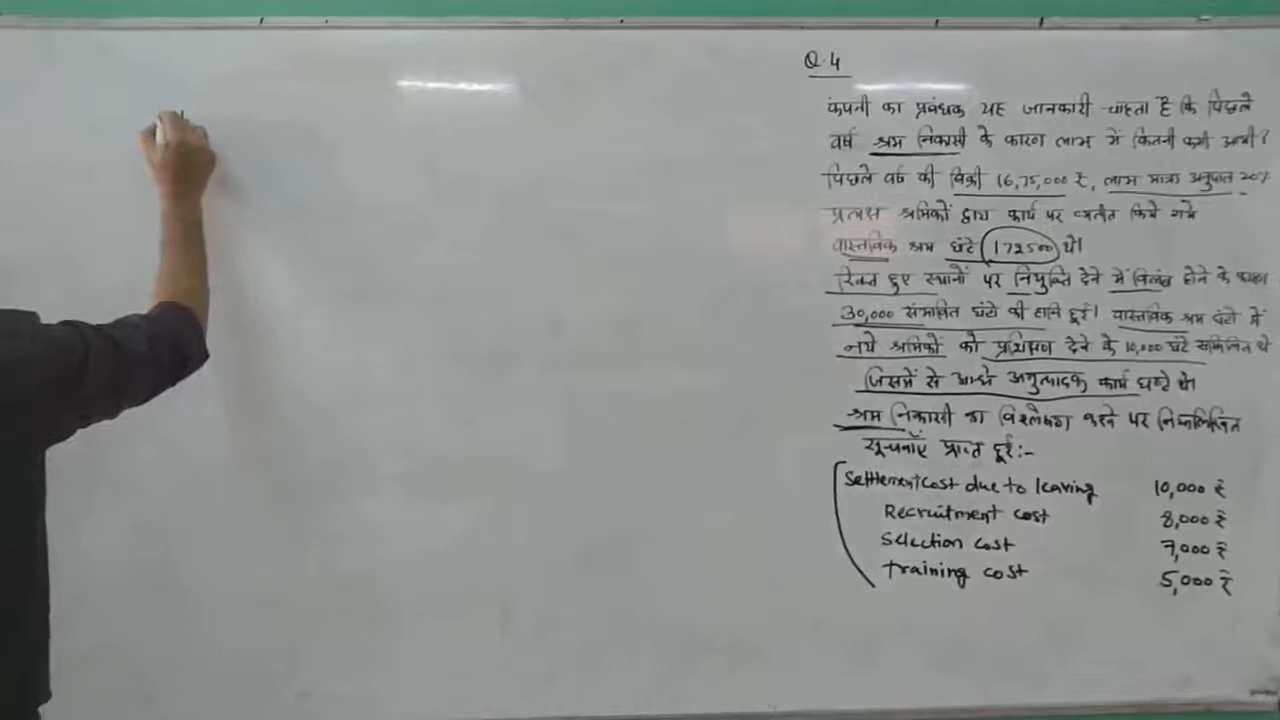 Q.4
कंपनी का प्रबंधक यह जानकारी चाहता है कि पिछले
वर्ष श्रम निकासी के कारण लाभ में कितनी कमी आयी?
पिछले वर्ष की बिक्री 16,75,000 ₹, लाभ मात्रा अनुपात 20%
प्रत्यक्ष श्रमिकों द्वारा कार्य पर व्यतीत किये गये
वास्तविक श्रम घंटे 172500 थे।
रिक्त हुए स्थानों पर नियुक्ति देने में विलंब होने के कारण
30,000 संभावित घंटो की हानि हुई। वास्तविक श्रम घंटो में
नये श्रमिकों को प्रशिक्षण देने के 10,000 घंटे सम्मिलित थे
जिसमें से आधे अनुत्पादक कार्य घण्टे थे।
श्रम निकासी का विश्लेषण करने पर निम्नलिखित
सूचनाएँ प्राप्त हुई:-
Settlement cost due to leaving 10,000 ₹
Recruitment cost 8,000 ₹
Selection cost 7,000 ₹
Training cost 5,000 ₹